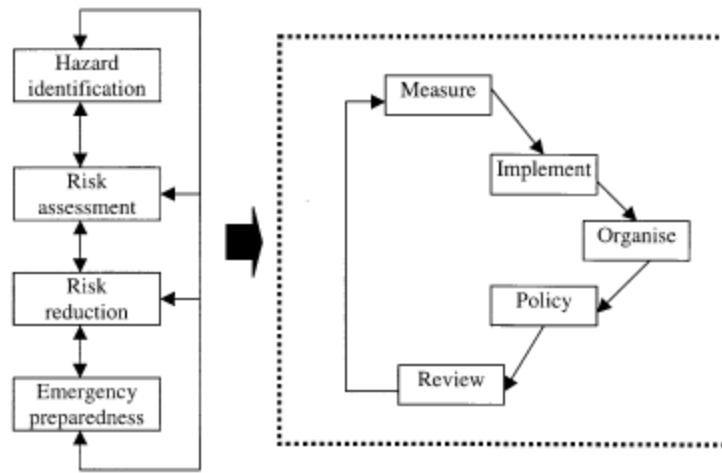 Hazard
identification
Risk
assessment
Risk
reduction
Emergency
preparedness
Measure
Implement
Organise
Policy
Review